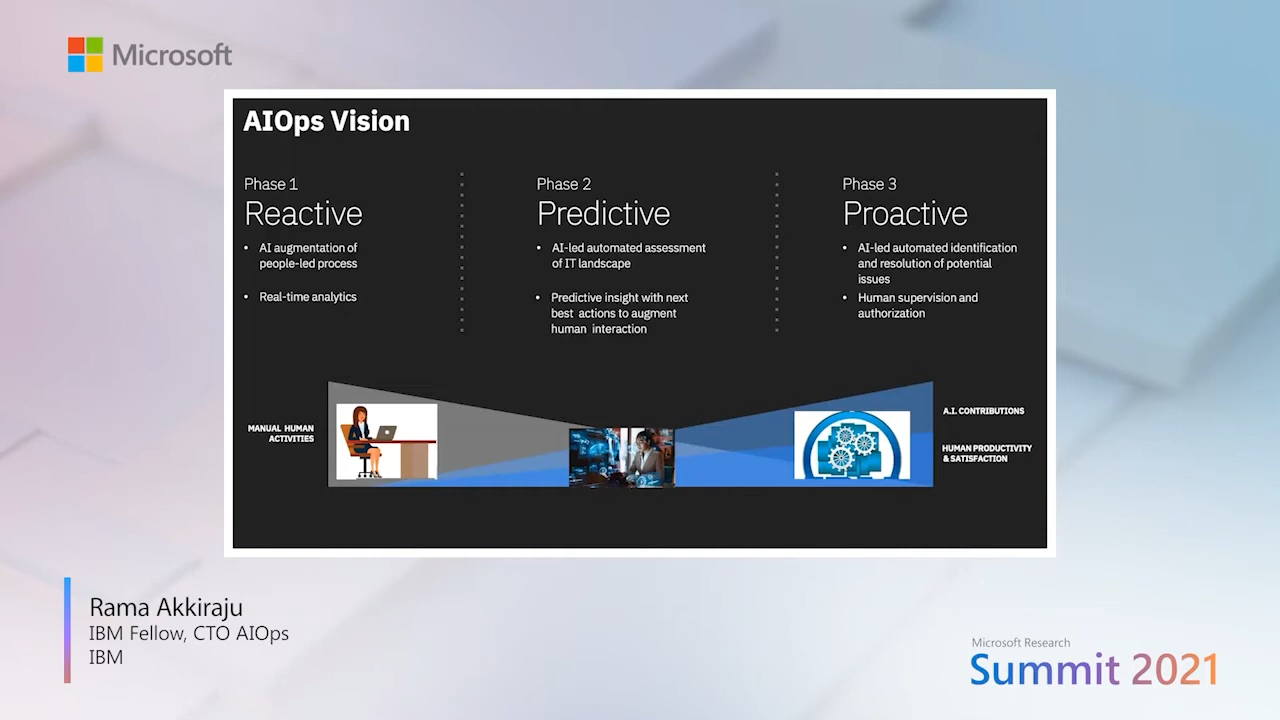 Microsoft
AIOps Vision
Phase 1
Reactive
• AI augmentation of
people-led process
• Real-time analytics
Phase 2
Predictive
• AI-led automated assessment
of IT landscape
• Predictive insight with next
best actions to augment
human interaction
Phase 3
Proactive
• AI-led automated identification
and resolution of potential
issues
• Human supervision and
authorization
MANUAL HUMAN
ACTIVITIES
A.I. CONTRIBUTIONS
HUMAN PRODUCTIVITY
& SATISFACTION
Rama Akkiraju
IBM Fellow, CTO AIOps
IBM
Microsoft Research
Summit 2021